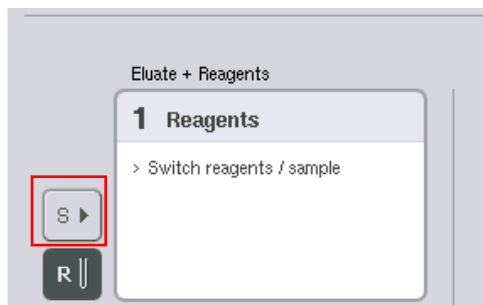 Eluate + Reagents
1 Reagents
> Switch reagents / sample
S
R